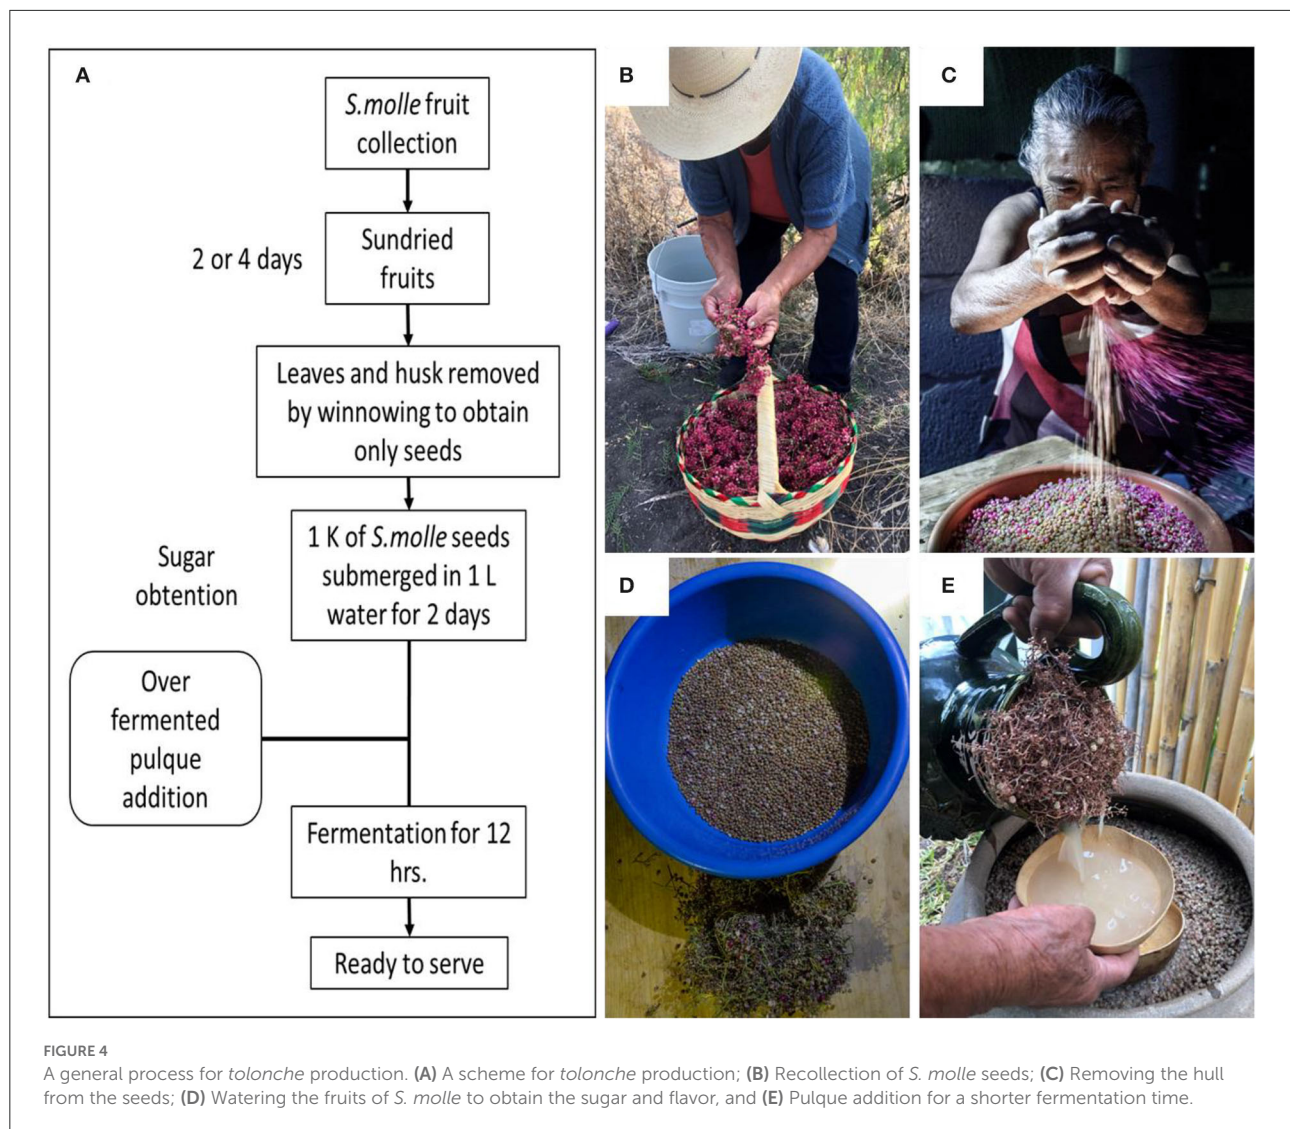 A
S.molle fruit
collection
2 or 4 days
Sundried
fruits
Leaves and husk removed
by winnowing to obtain
only seeds
Sugar
obtention
1 K of S.molle seeds
submerged in 1 L
water for 2 days
Over
fermented
pulque
addition
Fermentation for 12
hrs.
Ready to serve
B
C
D
E
FIGURE 4
A general process for tolonche production. (A) A scheme for tolonche production; (B) Recollection of S. molle seeds; (C) Removing the hull
from the seeds; (D) Watering the fruits of S. molle to obtain the sugar and flavor, and (E) Pulque addition for a shorter fermentation time.